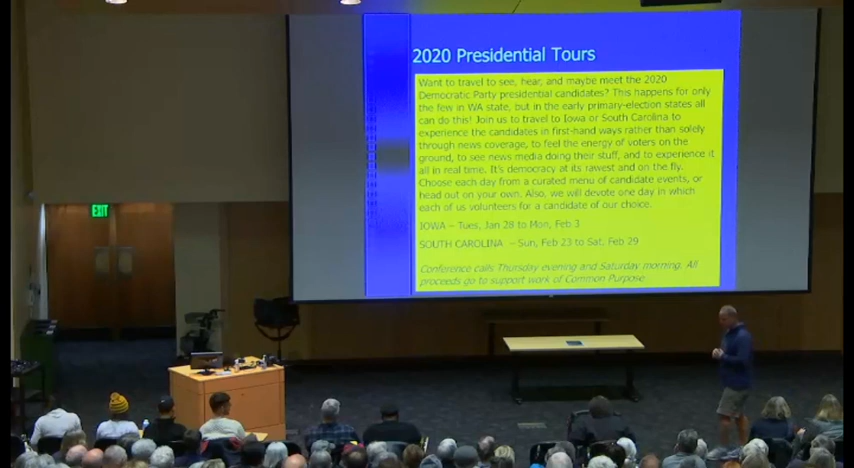 2020 Presidential Tours
Want to travel to see, hear, and maybe meet the 2020
Democratic Party presidential candidates? This happens for only
the few in WA state, but in the early primary-election states all
can do this! Join us to travel to Iowa or South Carolina to
experience the candidates in first-hand ways rather than solely
through news coverage, to feel the energy of voters on the
ground, to see news media doing their stuff, and to experience it
all in real time. It's democracy at its rawest and on the fly.
Choose each day from a curated menu of candidate events, or
head out on your own. Also, we will devote one day in which
each of us volunteers for a candidate of our choice.
IOWA – Tues, Jan 28 to Mon, Feb 3
SOUTH CAROLINA – Sun, Feb 23 to Sat, Feb 29
Conference calls Thursday evening and Saturday morning. All
proceeds go to support work of Common Purpose
EXIT